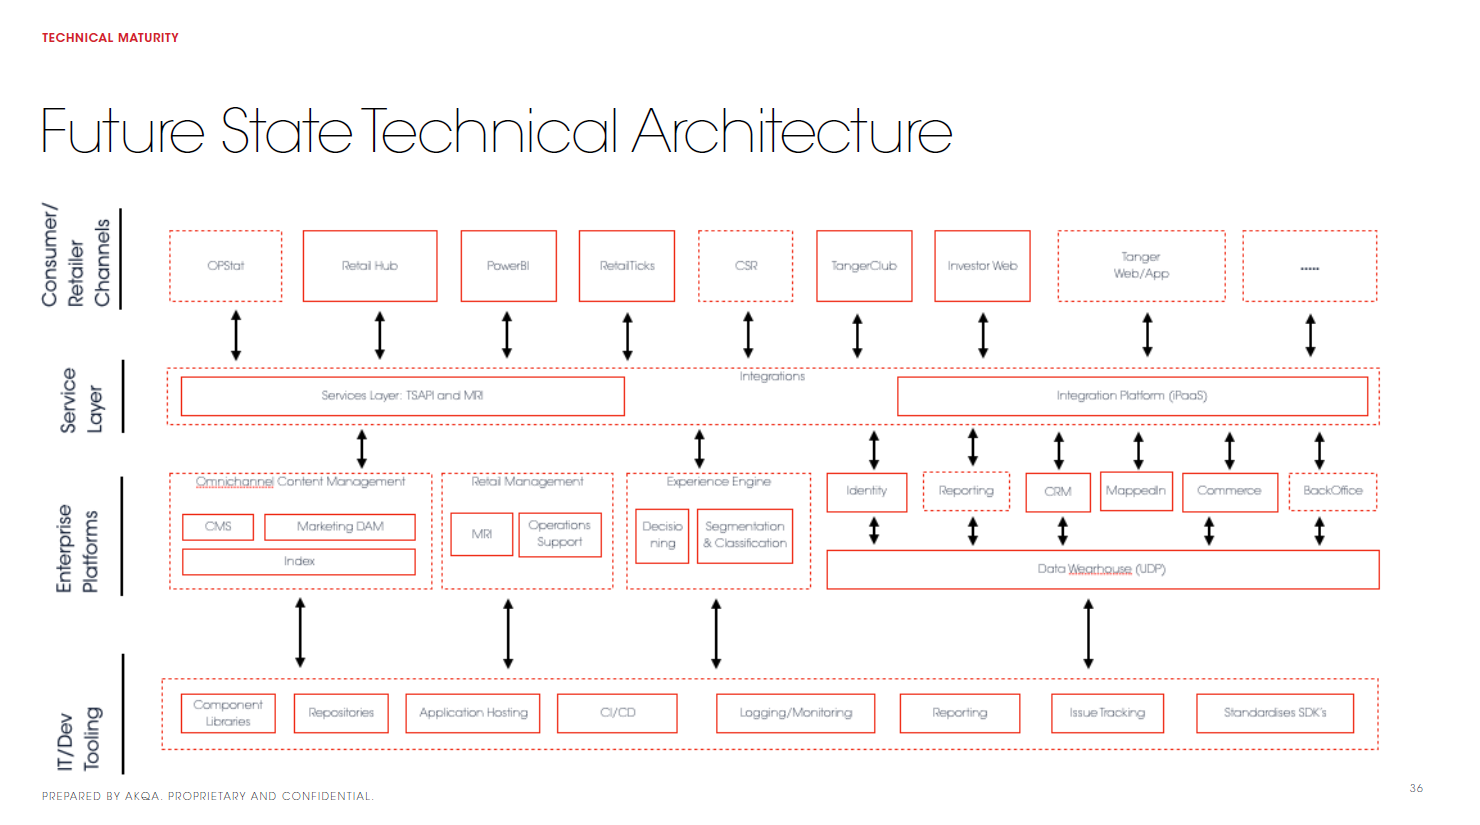 TECHNICAL MATURITY
Future State Technical Architecture
Consumer/
Retailer
Channels
OPStat
Retail Hub
PowerBI
RetailTicks
CSR
TangerClub
Investor Web
Tanger
Web/App
.....
Service
Layer
Integrations
Services Layer: TSAPI and MRI
Integration Platform (iPaaS)
Enterprise
Platforms
Omnichannel Content Management
CMS
Marketing DAM
Index
Retail Management
MRI
Operations
Support
Experience Engine
Decisio
ning
Segmentation
& Classification
Identity
Reporting
CRM
MappedIn
Commerce
BackOffice
Data Wearhouse (UDP)
IT/Dev
Tooling
Component
Libraries
Repositories
Application Hosting
CI/CD
Logging/Monitoring
Reporting
Issue Tracking
Standardises SDK's
PREPARED BY AKQA. PROPRIETARY AND CONFIDENTIAL.
36